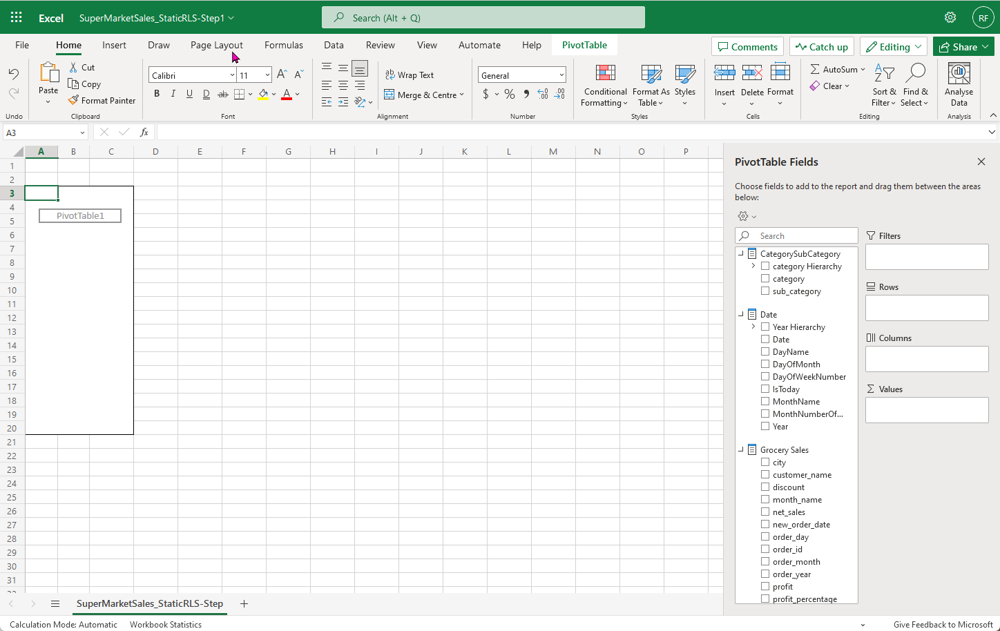 Excel
SuperMarketSales_StaticRLS-Step1
Search (Alt + Q)
RF
File
Home
Insert
Draw
Page Layout
Formulas
Data
Review
View
Automate
Help
PivotTable
Comments
Catch up
Editing
Share
Paste
Cut
Copy
Format Painter
Calibri
11
B
I
U
D
ab
A
A
A
Wrap Text
Merge & Centre
General
$
%
Conditional
Formatting
Format As
Table
Styles
Insert
Delete
Format
AutoSum
Clear
Sort &
Filter
Find &
Select
Analyse
Data
Undo
Clipboard
Font
Alignment
Number
Styles
Cells
Editing
Analysis
A3
fx
A B C D E F G H I J K L M N O P
1
2
3
4
5
6
7
8
9
10
11
12
13
14
15
16
17
18
19
20
21
22
23
24
25
26
27
28
29
30
31
PivotTable1
PivotTable Fields
Choose fields to add to the report and drag them between the areas
below:
Search
CategorySubCategory
category Hierarchy
category
sub_category
Date
Year Hierarchy
Date
DayName
DayOfMonth
DayOfWeekNumber
IsToday
MonthName
MonthNumberOf...
Year
Grocery Sales
city
customer_name
discount
month_name
net_sales
new_order_date
order_day
order_id
order_month
order_year
profit
profit_percentage
Filters
Rows
Columns
Σ Values
SuperMarketSales_StaticRLS-Step
Calculation Mode: Automatic
Workbook Statistics
Give Feedback to Microsoft